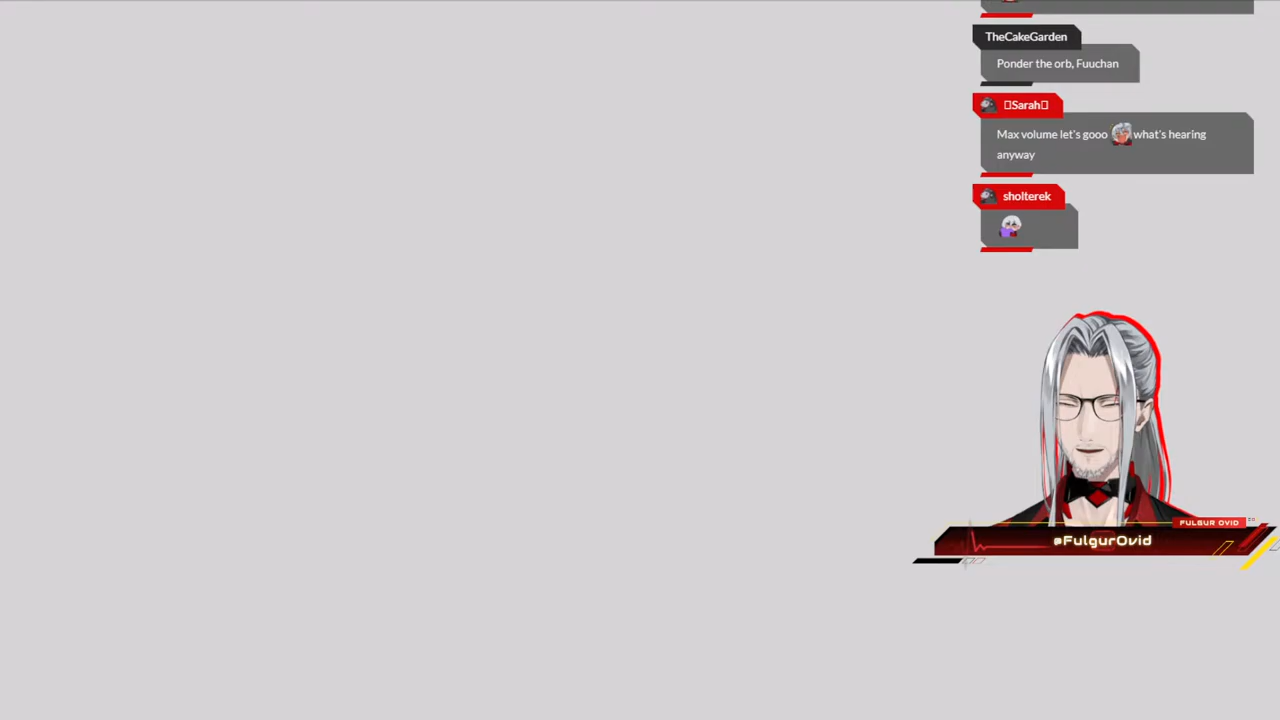 TheCakeGarden
Ponder the orb, Fuuchan
Sarah
Max volume let's gooo what's hearing
anyway
sholterek
FULGUR OVID
@FulgurOvid